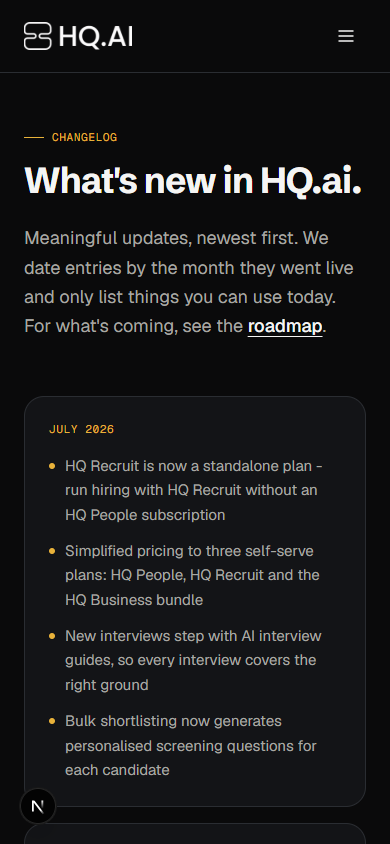 HQ.AI
CHANGELOG
What's new in HQ.ai.
Meaningful updates, newest first. We
date entries by the month they went live
and only list things you can use today.
For what's coming, see the roadmap.
JULY 2026
HQ Recruit is now a standalone plan -
run hiring with HQ Recruit without an
HQ People subscription
Simplified pricing to three self-serve
plans: HQ People, HQ Recruit and the
HQ Business bundle
New interviews step with AI interview
guides, so every interview covers the
right ground
Bulk shortlisting now generates
personalised screening questions for
each candidate
N